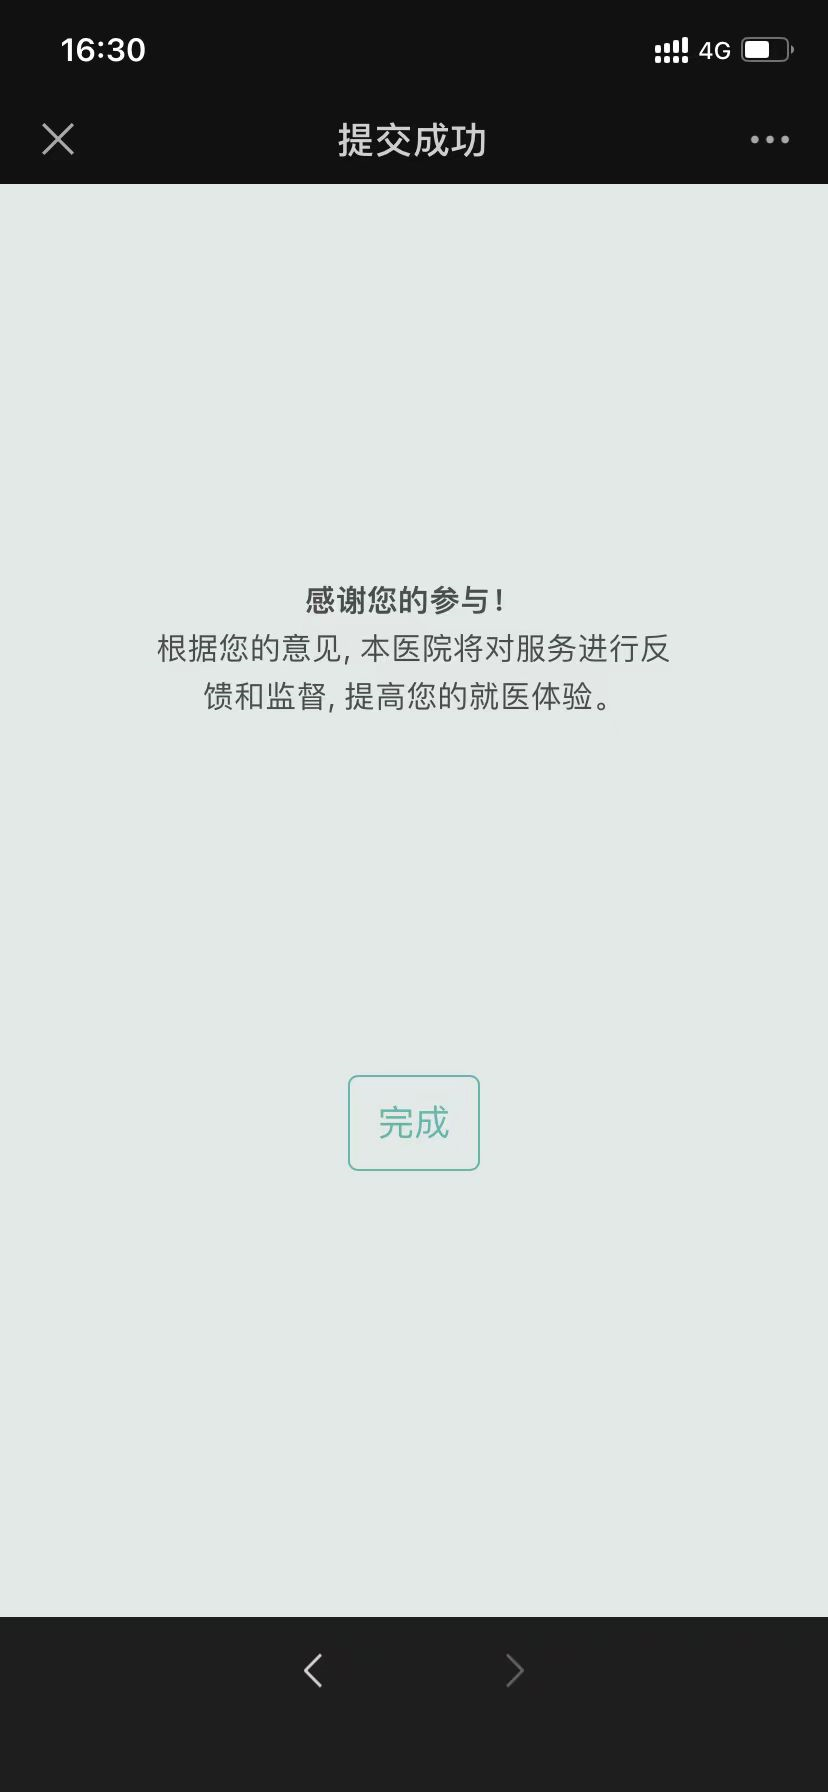 16:30
4G
提交成功
感谢您的参与！
根据您的意见, 本医院将对服务进行反
馈和监督, 提高您的就医体验。
完成